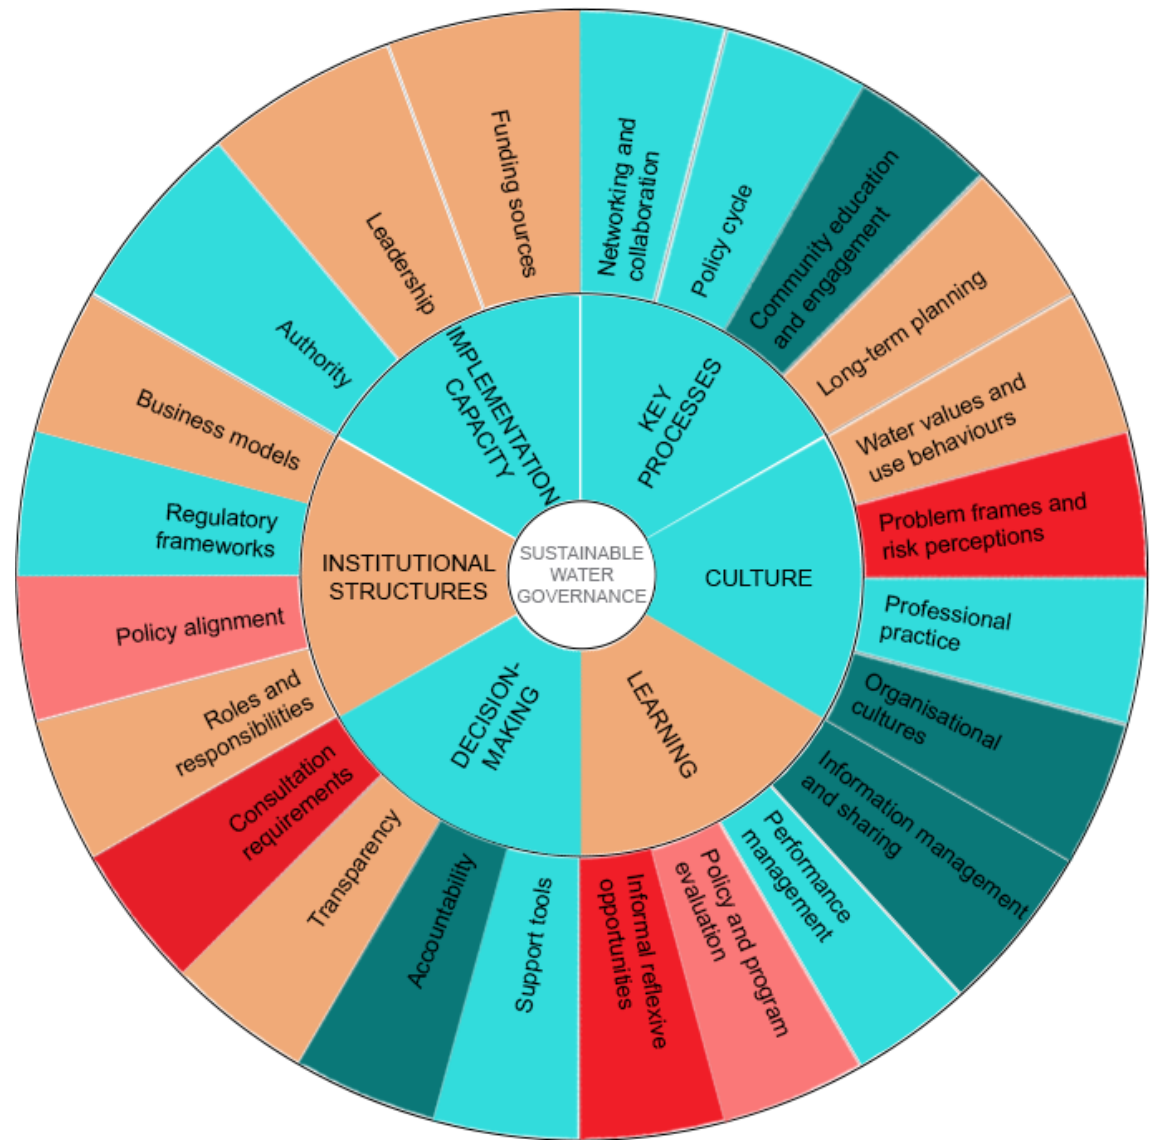 SUSTAINABLE
WATER
GOVERNANCE
KEY
PROCESSES
CULTURE
LEARNING
DECISION-
MAKING
INSTITUTIONAL
STRUCTURES
IMPLEMENTATION
CAPACITY
Networking and
collaboration
Policy cycle
Community education
and engagement
Long-term planning
Water values and
use behaviours
Problem frames and
risk perceptions
Professional
practice
Organisational
cultures
Information management
and sharing
Performance
management
Policy and program
evaluation
Informal reflexive
opportunities
Support tools
Accountability
Transparency
Consultation
requirements
Roles and
responsibilities
Policy alignment
Regulatory
frameworks
Business models
Authority
Leadership
Funding sources